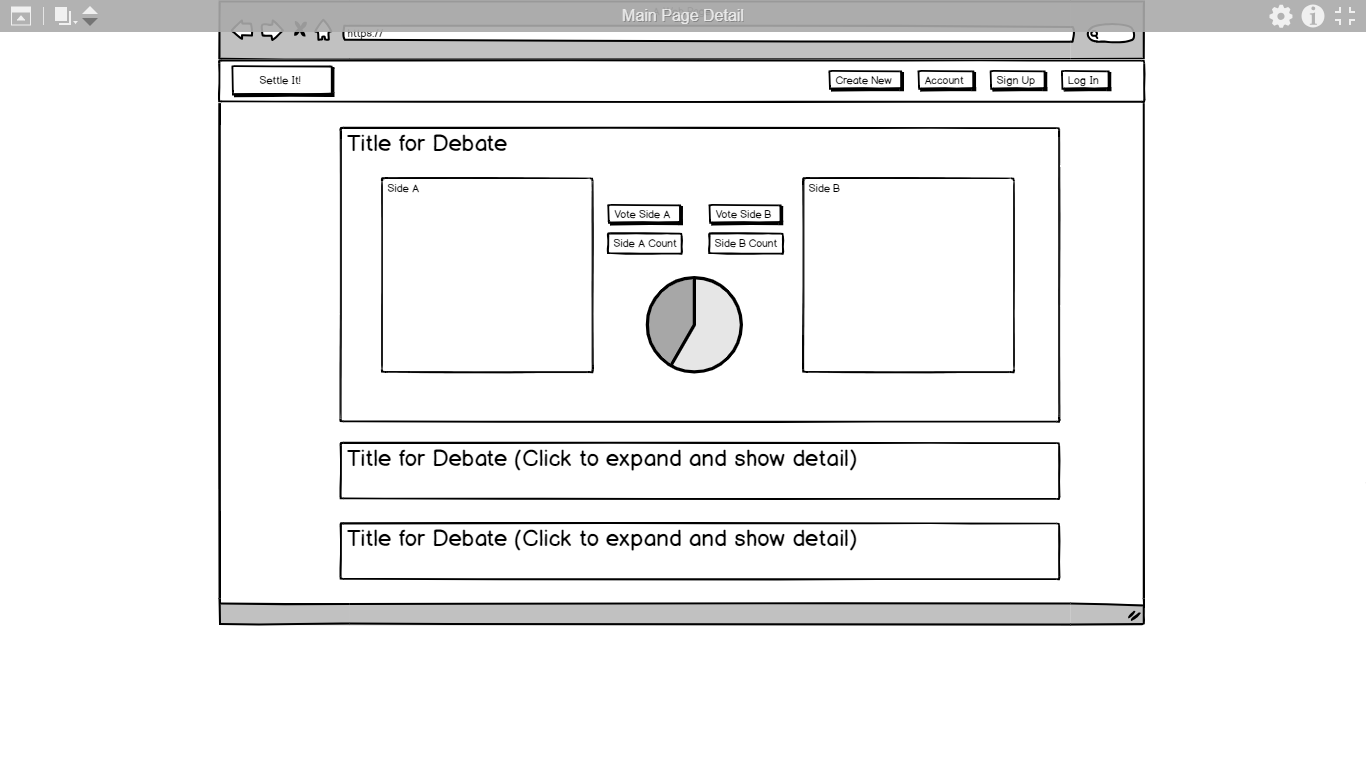 Main Page Detail
https://
Settle It!
Create New
Account
Sign Up
Log In
Title for Debate
Side A
Vote Side A
Vote Side B
Side A Count
Side B Count
Side B
Title for Debate (Click to expand and show detail)
Title for Debate (Click to expand and show detail)